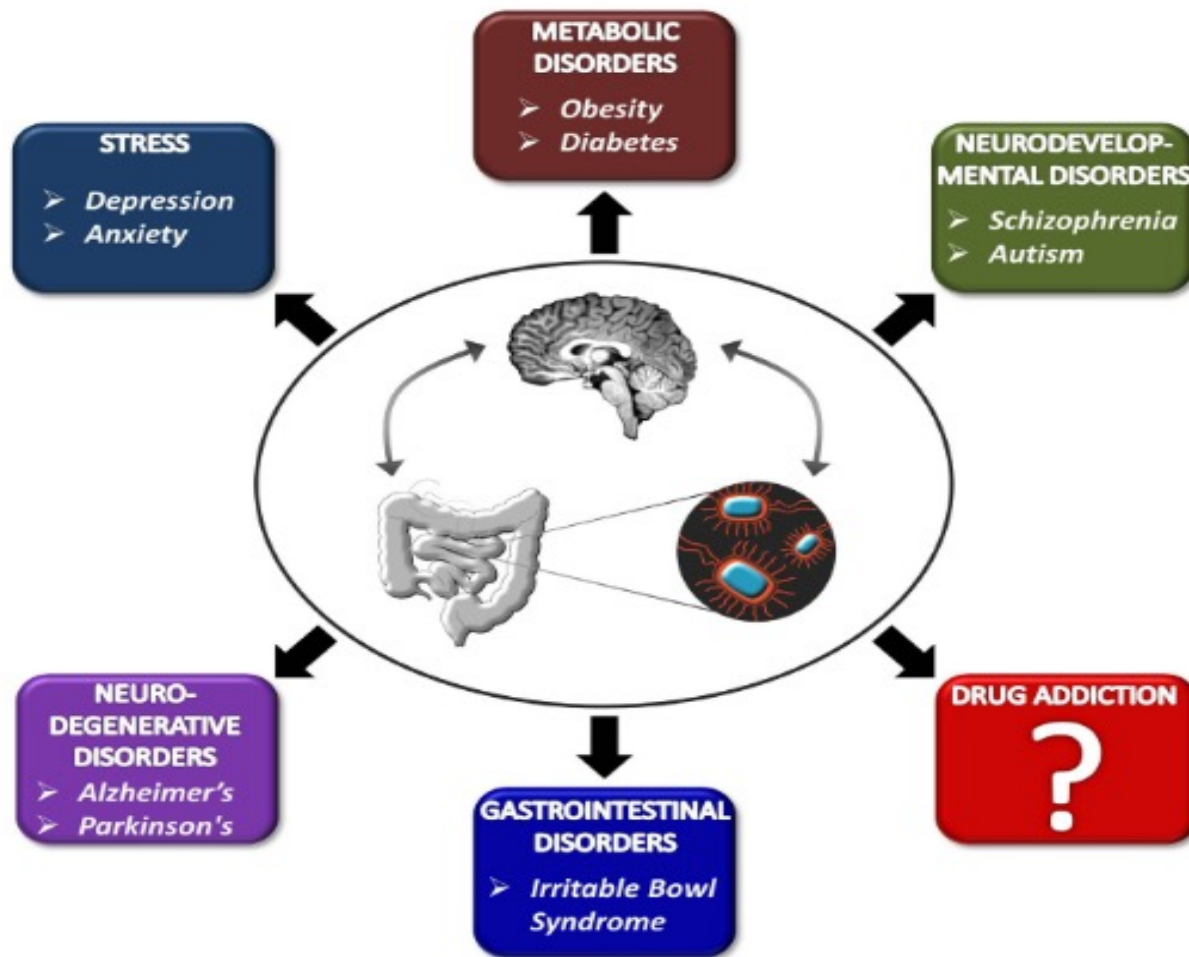 METABOLIC
DISORDERS
➢ Obesity
➢ Diabetes
STRESS
➢ Depression
➢ Anxiety
NEURODEVELOP-
MENTAL DISORDERS
➢ Schizophrenia
➢ Autism
NEURO-
DEGENERATIVE
DISORDERS
➢ Alzheimer’s
➢ Parkinson's
DRUG ADDICTION
?
GASTROINTESTINAL
DISORDERS
➢ Irritable Bowl
Syndrome